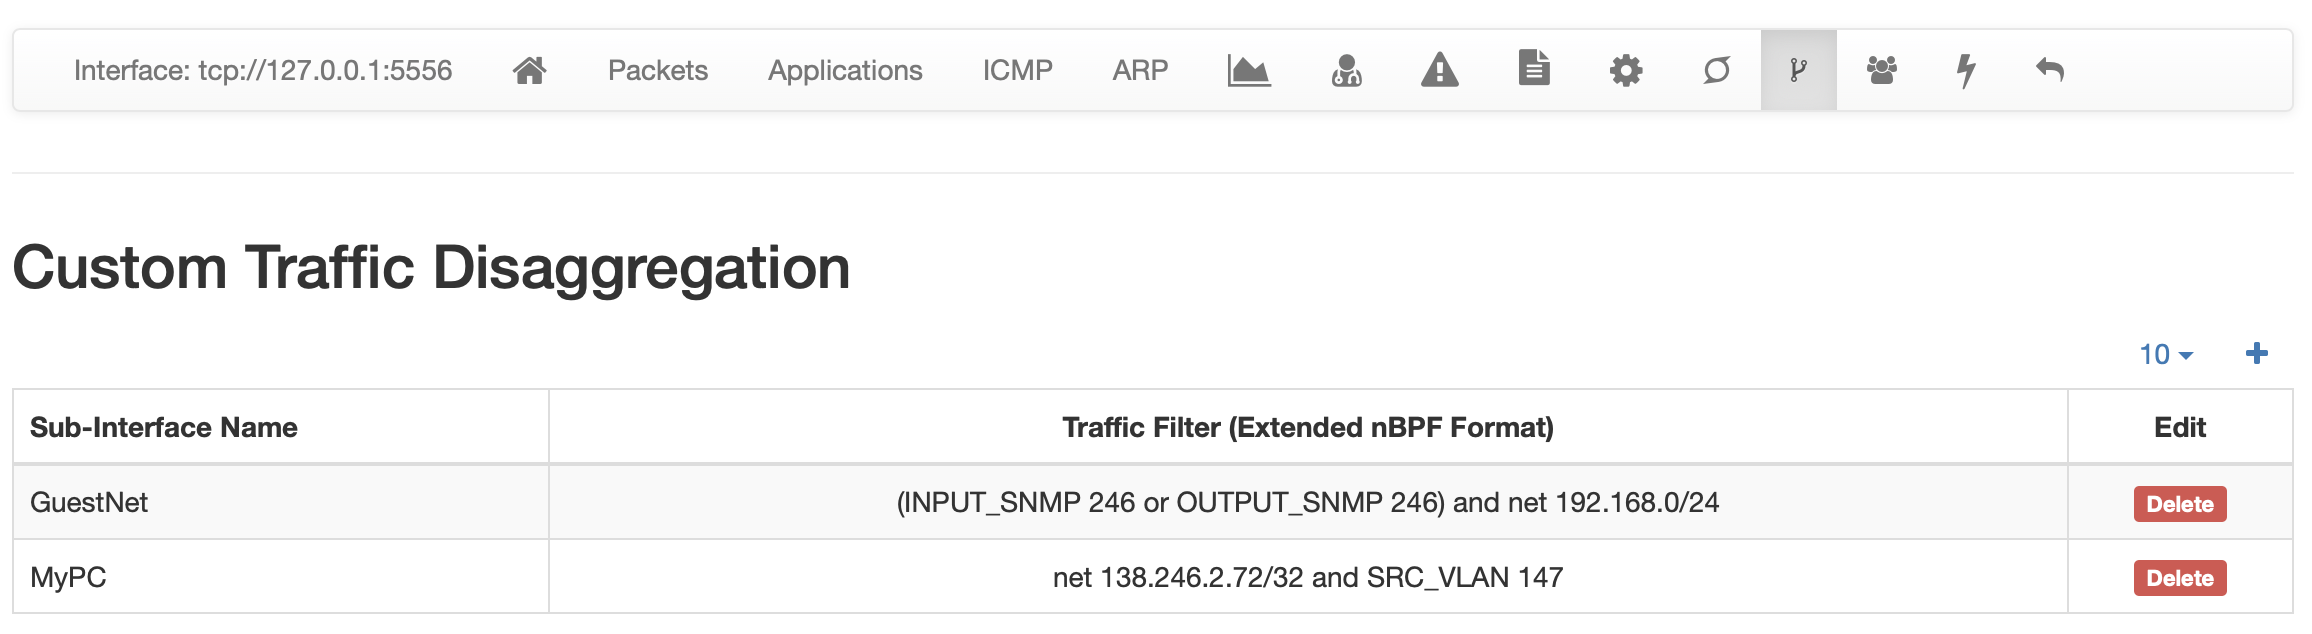 Interface: tcp://127.0.0.1:5556 Packets Applications ICMP ARP
Custom Traffic Disaggregation
10
Sub-Interface Name Traffic Filter (Extended nBPF Format) Edit
GuestNet (INPUT_SNMP 246 or OUTPUT_SNMP 246) and net 192.168.0/24 Delete
MyPC net 138.246.2.72/32 and SRC_VLAN 147 Delete